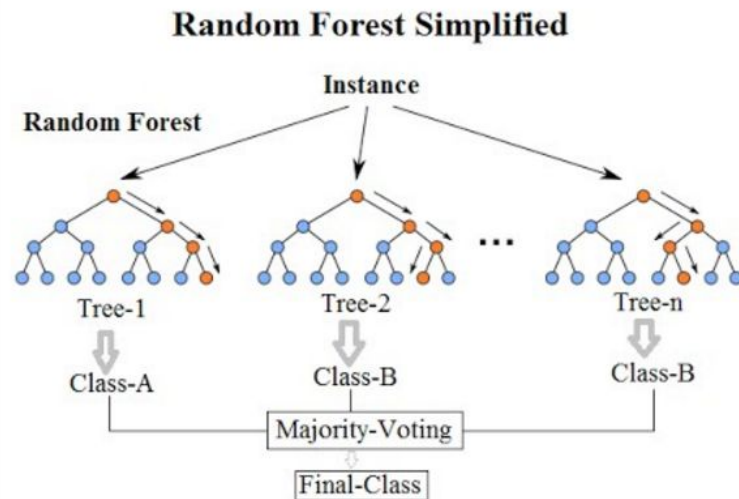 Random Forest Simplified
Instance
Random Forest
...
Tree-1
Tree-2
Tree-n
Class-A
Class-B
Class-B
Majority-Voting
Final-Class